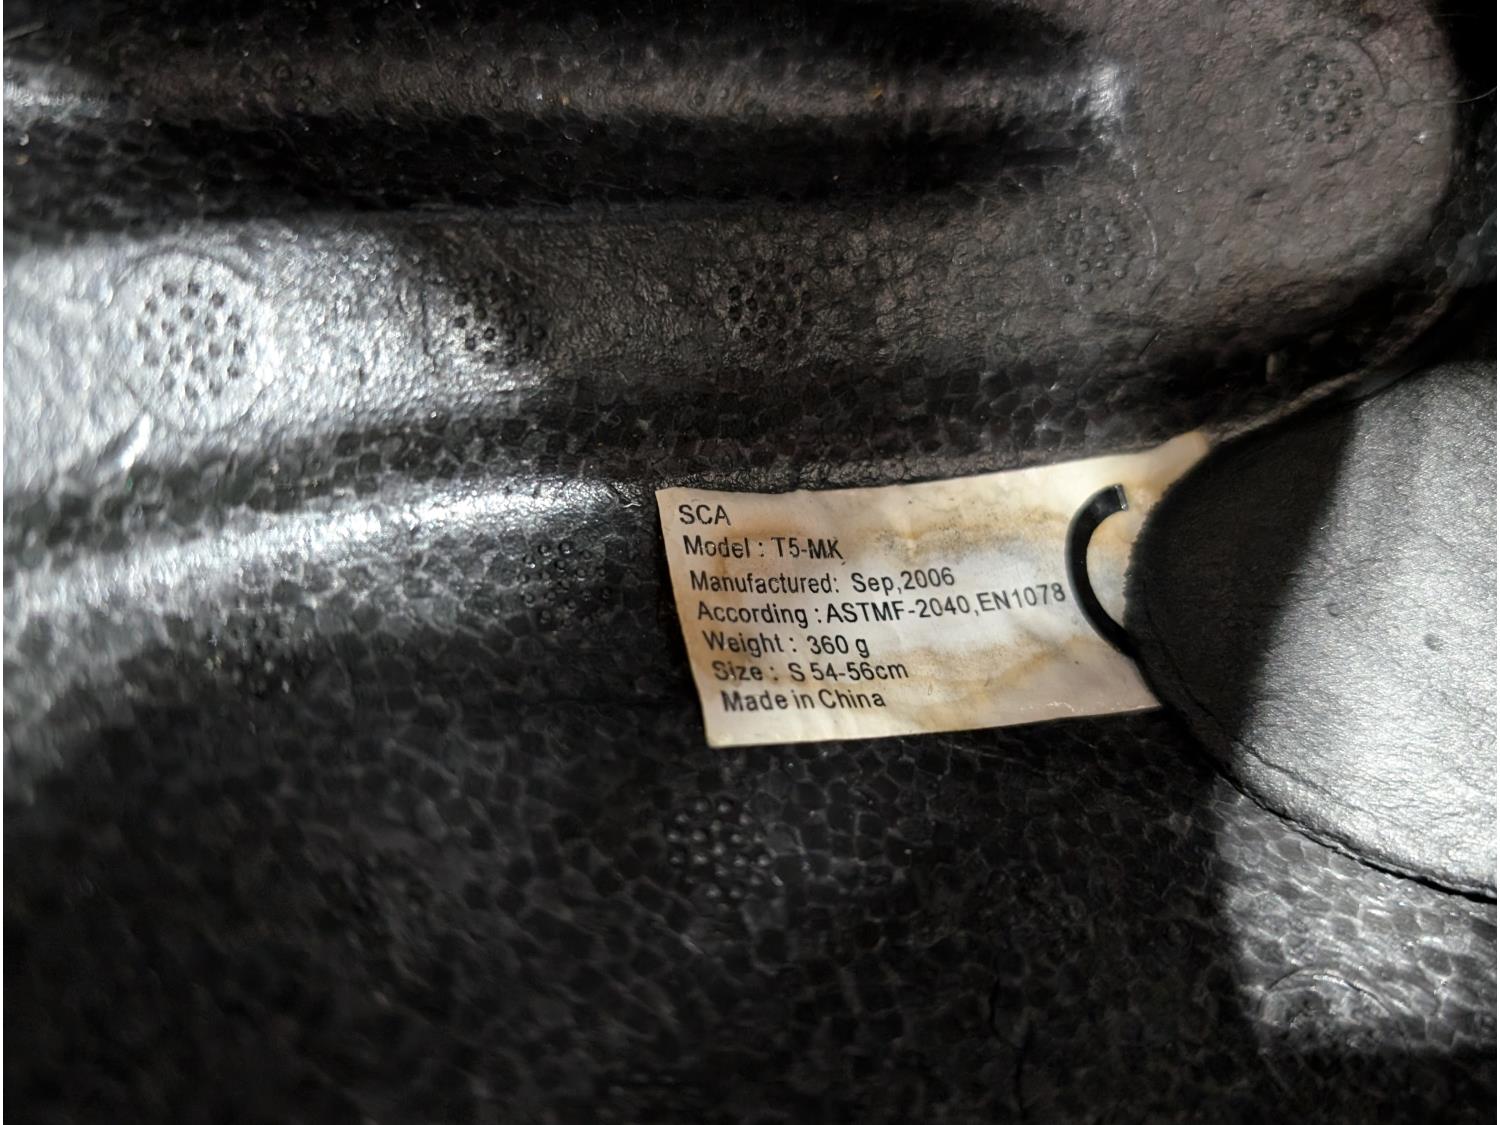 SCA
Model : T5-MK
Manufactured: Sep,2006
According : ASTMF-2040,EN1078
Weight : 360 g
Size : S 54-56cm
Made in China